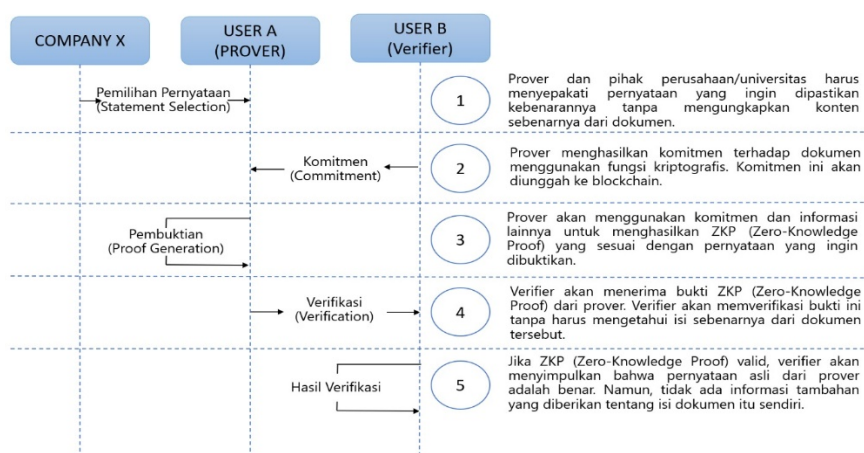 COMPANY X
USER A
(PROVER)
USER B
(Verifier)
Pemilihan Pernyataan
(Statement Selection)
1
Prover dan pihak perusahaan/universitas harus
menyepakati pernyataan yang ingin dipastikan
kebenarannya tanpa mengungkapkan konten
sebenarnya dari dokumen.
Komitmen
(Commitment)
2
Prover menghasilkan komitmen terhadap dokumen
menggunakan fungsi kriptografis. Komitmen ini akan
diunggah ke blockchain.
Pembuktian
(Proof Generation)
3
Prover akan menggunakan komitmen dan informasi
lainnya untuk menghasilkan ZKP (Zero-Knowledge
Proof) yang sesuai dengan pernyataan yang ingin
dibuktikan.
Verifikasi
(Verification)
4
Verifier akan menerima bukti ZKP (Zero-Knowledge
Proof) dari prover. Verifier akan memverifikasi bukti ini
tanpa harus mengetahui isi sebenarnya dari dokumen
tersebut.
Hasil Verifikasi
5
Jika ZKP (Zero-Knowledge Proof) valid, verifier akan
menyimpulkan bahwa pernyataan asli dari prover
adalah benar. Namun, tidak ada informasi tambahan
yang diberikan tentang isi dokumen itu sendiri.